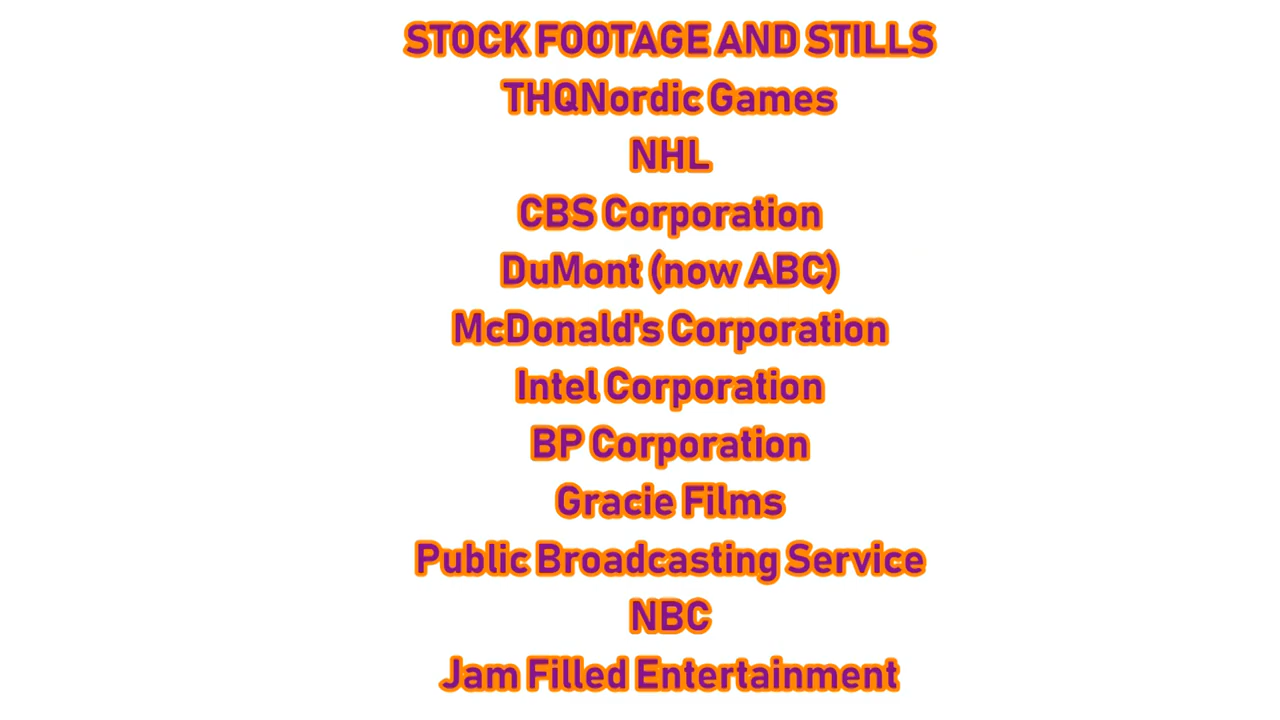 STOCK FOOTAGE AND STILLS
THQNordic Games
NHL
CBS Corporation
DuMont (now ABC)
McDonald's Corporation
Intel Corporation
BP Corporation
Gracie Films
Public Broadcasting Service
NBC
Jam Filled Entertainment